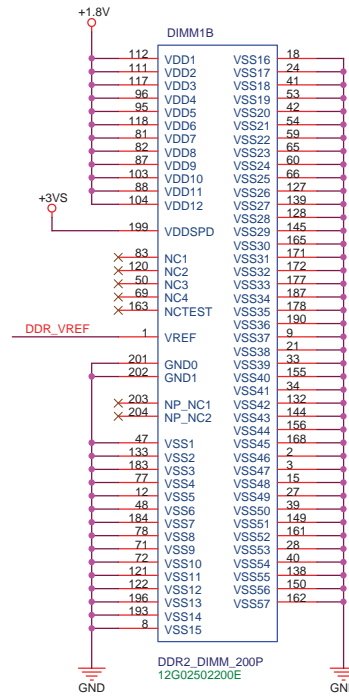 +1.8V
DIMM1B
112 VDD1
111 VDD2
117 VDD3
96 VDD4
95 VDD5
118 VDD6
81 VDD7
82 VDD8
87 VDD9
103 VDD10
88 VDD11
104 VDD12
+3VS
199 VDDSPD
83 NC1
120 NC2
50 NC3
69 NC4
163 NCTEST
DDR_VREF 1 VREF
201 GND0
202 GND1
203 NP_NC1
204 NP_NC2
47 VSS1
133 VSS2
183 VSS3
77 VSS4
12 VSS5
48 VSS6
184 VSS7
78 VSS8
71 VSS9
72 VSS10
121 VSS11
122 VSS12
196 VSS13
193 VSS14
8 VSS15
VSS16 18
VSS17 24
VSS18 41
VSS19 53
VSS20 42
VSS21 54
VSS22 59
VSS23 65
VSS24 60
VSS25 66
VSS26 127
VSS27 139
VSS28 128
VSS29 145
VSS30 165
VSS31 171
VSS32 172
VSS33 177
VSS34 187
VSS35 178
VSS36 190
VSS37 9
VSS38 21
VSS39 33
VSS40 155
VSS41 34
VSS42 132
VSS43 144
VSS44 156
VSS45 168
VSS46 2
VSS47 3
VSS48 15
VSS49 27
VSS50 39
VSS51 149
VSS52 161
VSS53 28
VSS54 40
VSS55 138
VSS56 150
VSS57 162
DDR2_DIMM_200P
12G02502200E
GND
GND